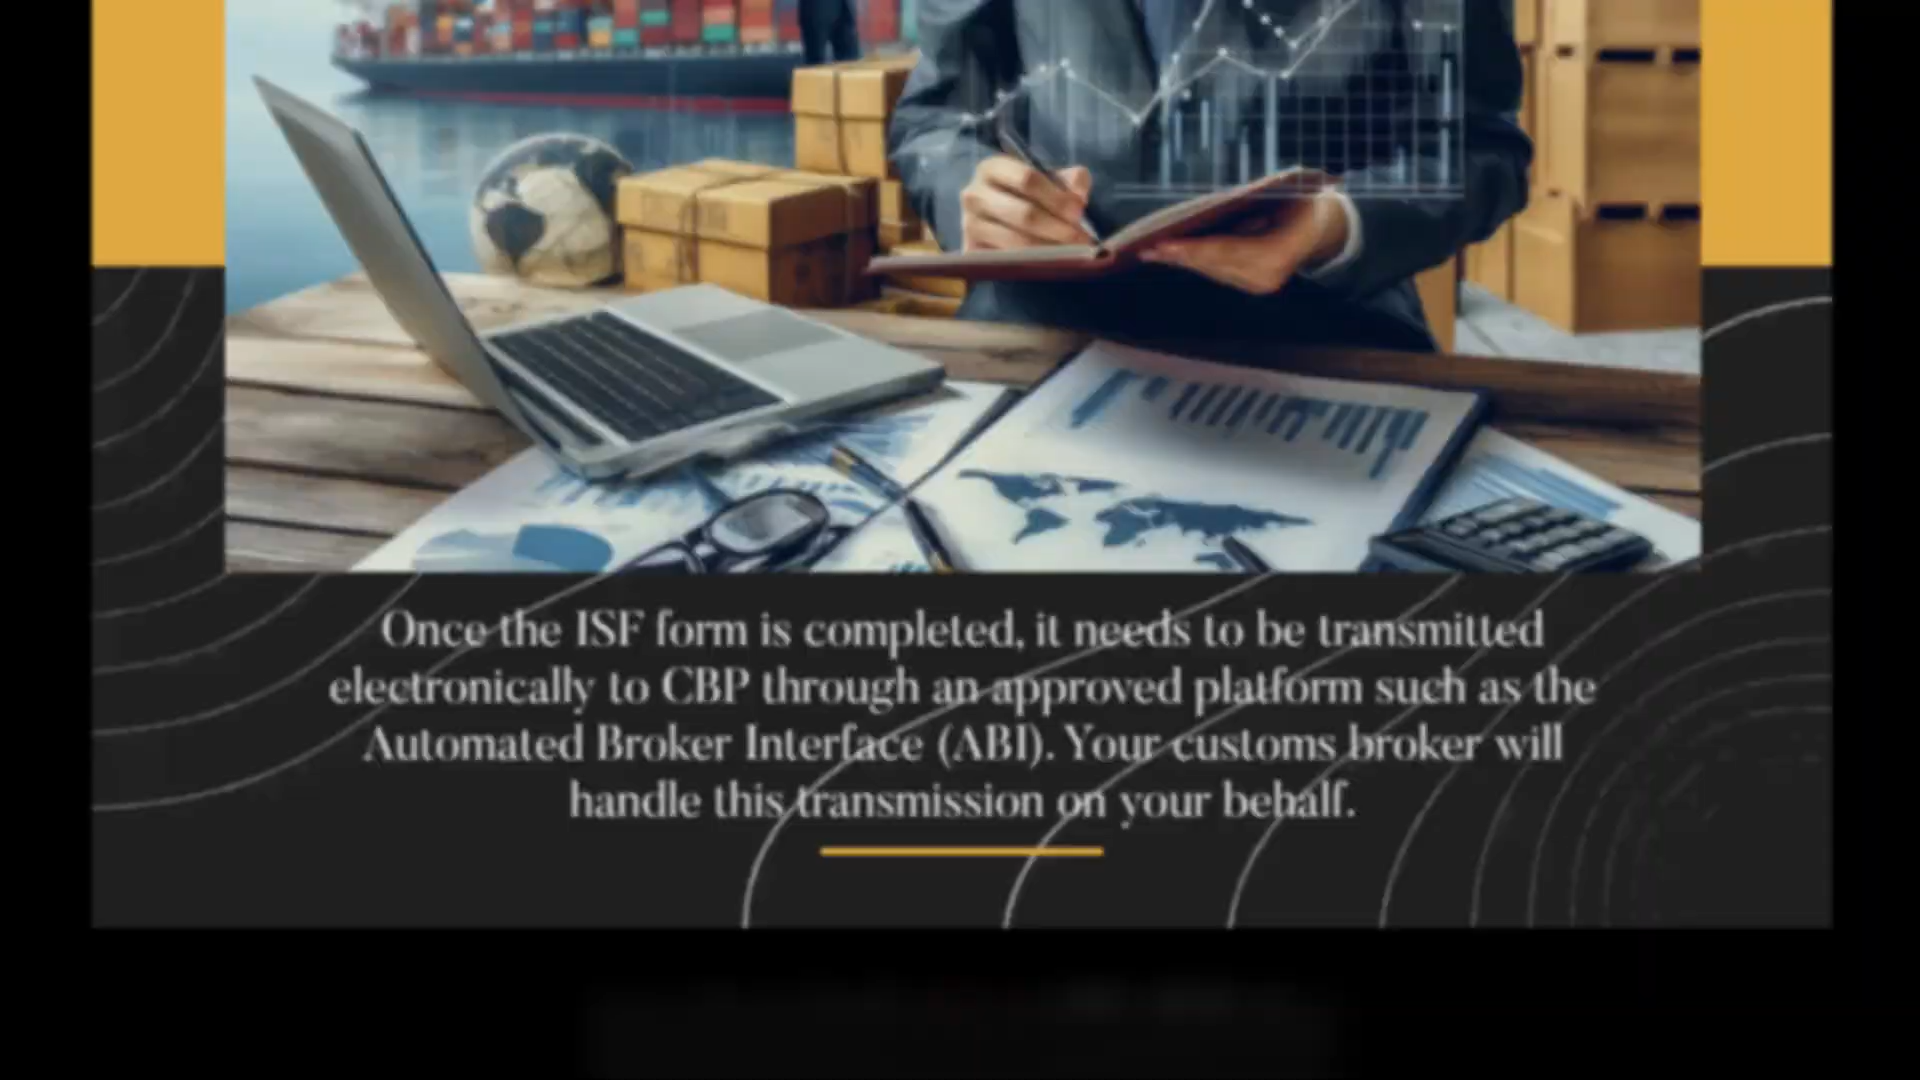 Once the ISF form is completed, it needs to be transmitted
electronically to CBP through an approved platform such as the
Automated Broker Interface (ABI). Your customs broker will
handle this transmission on your behalf.